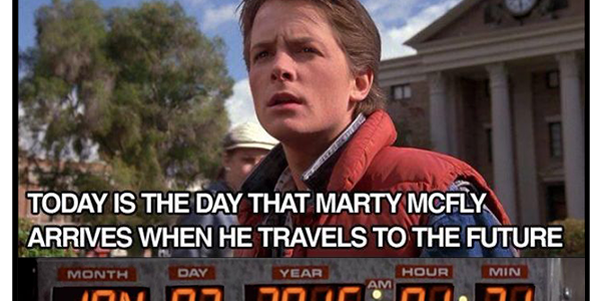 TODAY IS THE DAY THAT MARTY MCFLY
ARRIVES WHEN HE TRAVELS TO THE FUTURE
MONTH DAY YEAR AM HOUR MIN